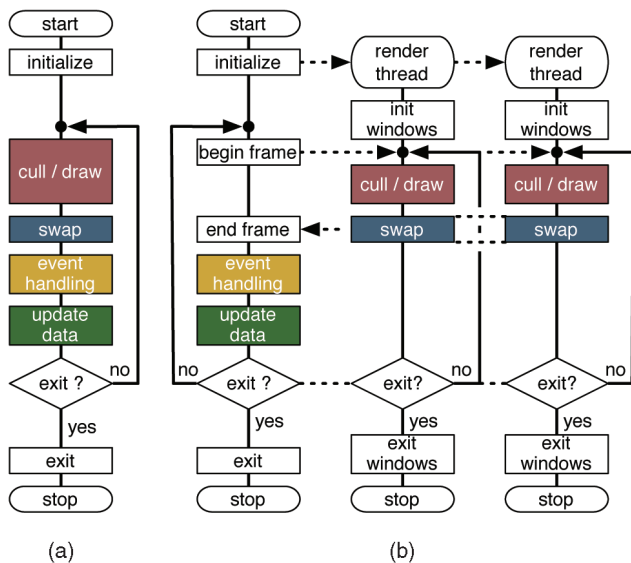 start
initialize
cull / draw
swap
event
handling
update
data
exit ?
no
yes
exit
stop
(a)
start
initialize
begin frame
end frame
event
handling
update
data
no
exit ?
yes
exit
stop
render
thread
init
windows
cull / draw
swap
exit?
no
yes
exit
windows
stop
render
thread
init
windows
cull / draw
swap
exit?
no
yes
exit
windows
stop
(b)